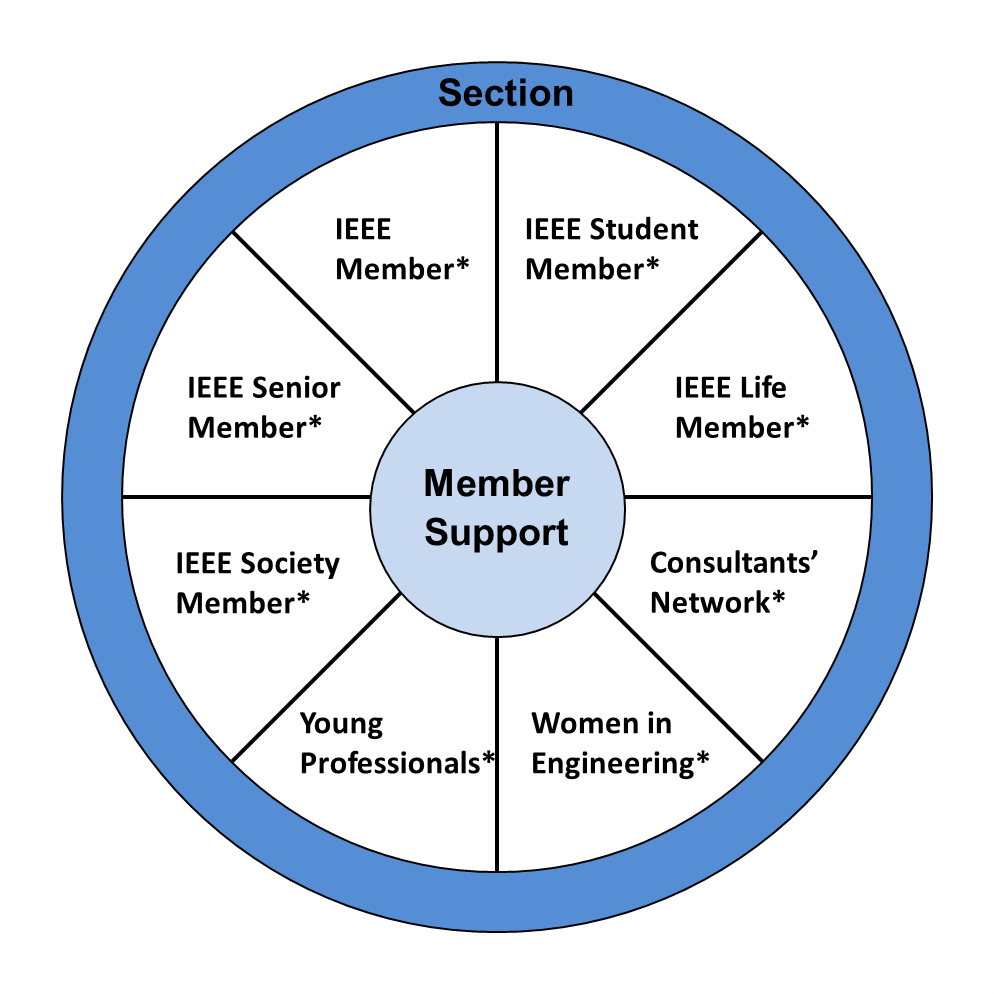 Section
IEEE
Member*
IEEE Student
Member*
IEEE Senior
Member*
IEEE Life
Member*
Member
Support
IEEE Society
Member*
Consultants’
Network*
Young
Professionals*
Women in
Engineering*